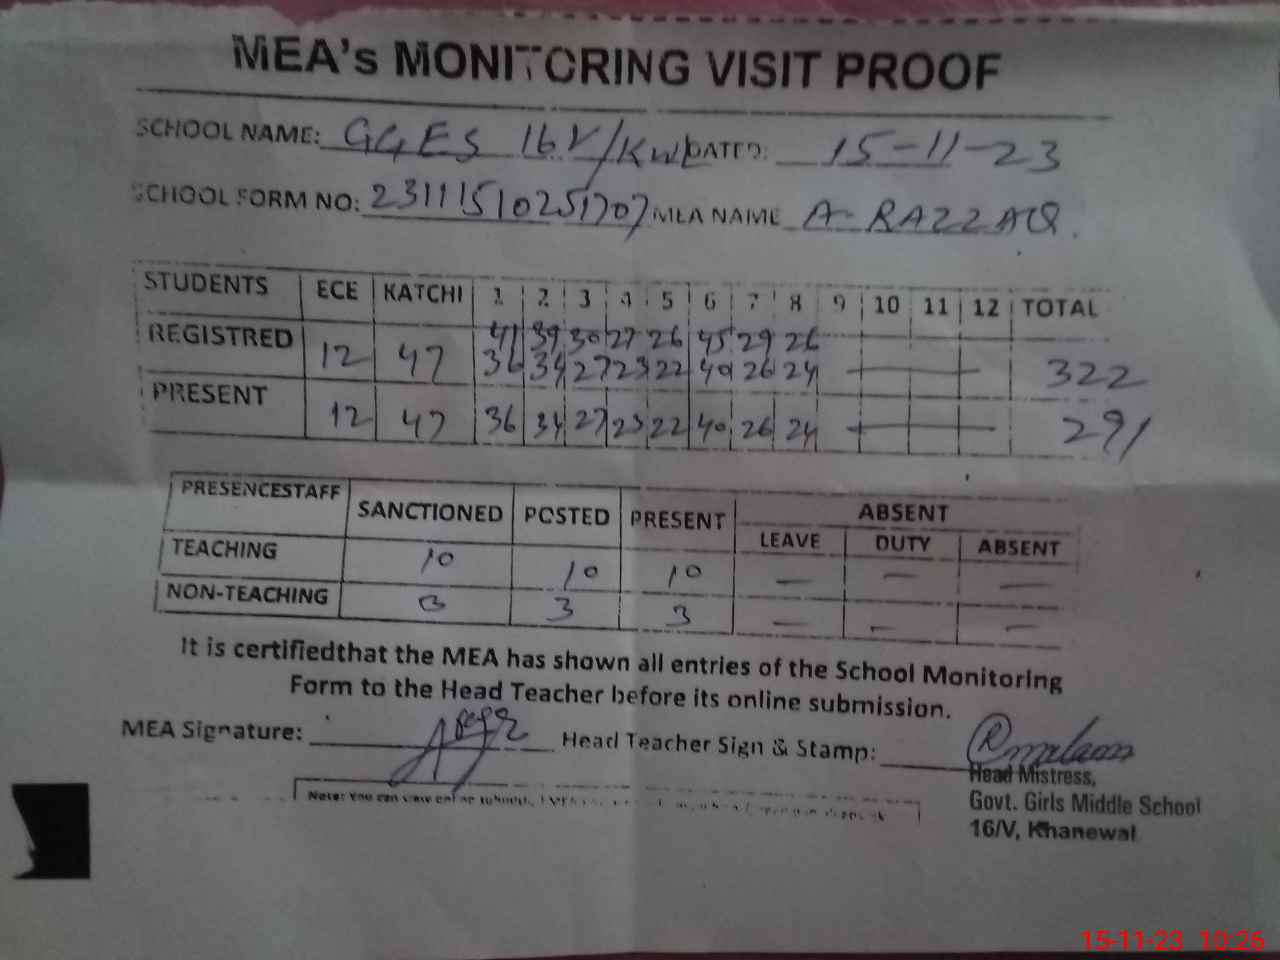 MEA's MONITORING VISIT PROOF
SCHOOL NAME: GGES 16V/KWL DATED: 15-11-23
SCHOOL FORM NO: 23111510251707 MEA NAME A-RAZZAQ.
STUDENTS ECE KATCHI 1 2 3 4 5 6 7 8 9 10 11 12 TOTAL
41 39 30 27 26 45 29 26
REGISTRED 12 47 36 34 27 23 22 40 26 24 — 322
PRESENT 12 47 36 34 27 23 22 40 26 24 — 291
PRESENCESTAFF SANCTIONED POSTED PRESENT ABSENT
LEAVE DUTY ABSENT
TEACHING 10 10 10 — — —
NON-TEACHING 3 3 3 — — —
It is certifiedthat the MEA has shown all entries of the School Monitoring
Form to the Head Teacher before its online submission.
MEA Signature: Head Teacher Sign & Stamp:
Head Mistress,
Govt. Girls Middle School
16/V, Khanewal
Note: You can view
15-11-23 10:26